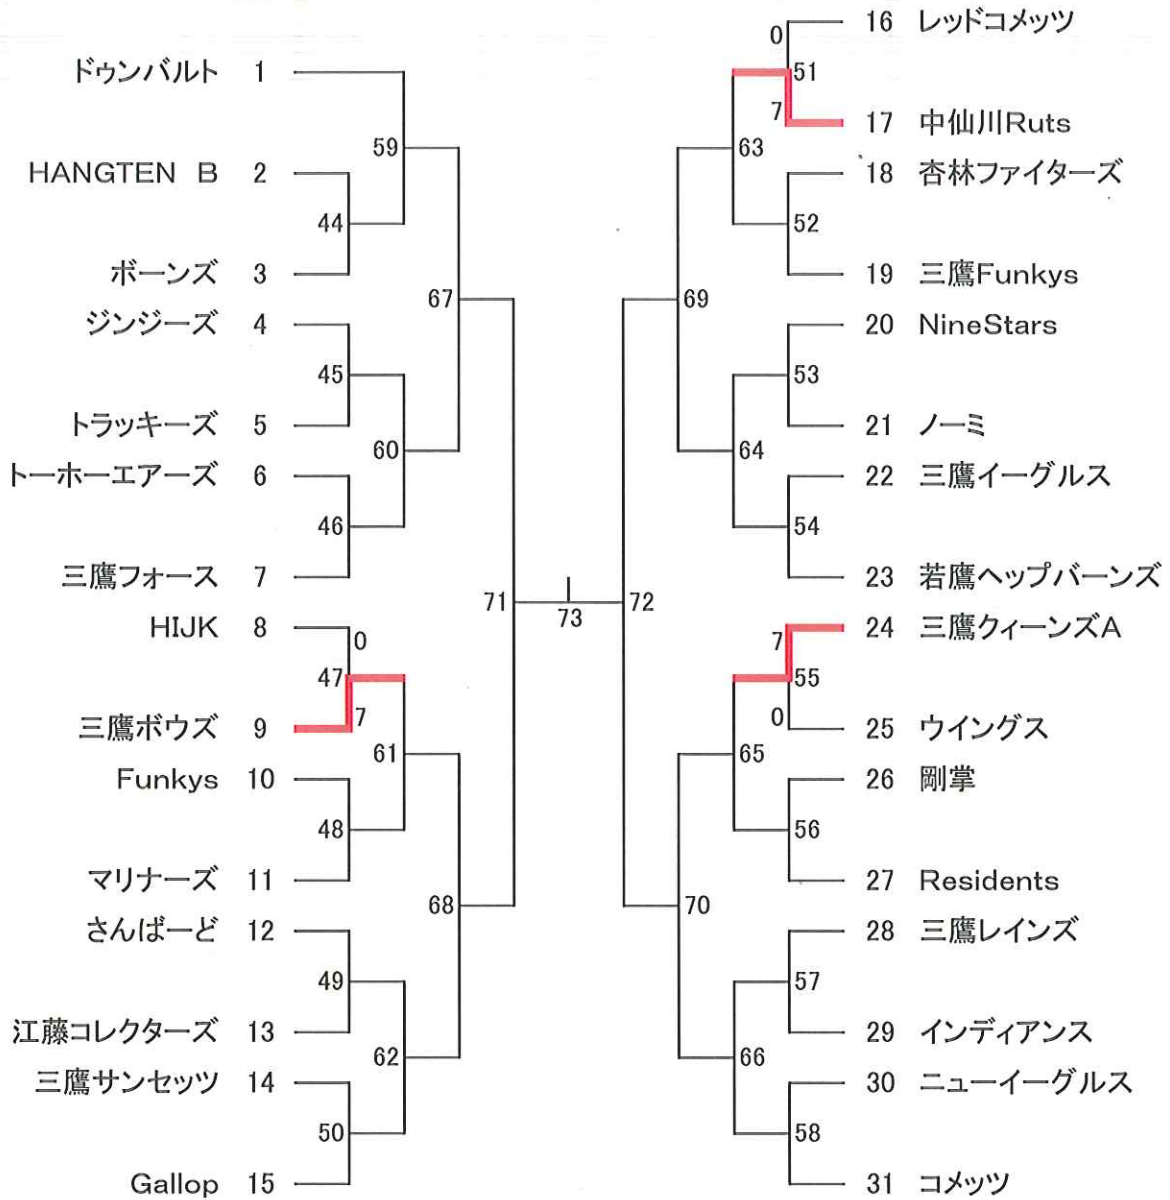 ドゥンバルト 1
HANGTEN B 2
ボーンズ 3
ジンジーズ 4
トラッキーズ 5
トーホーエアーズ 6
三鷹フォース 7
HIJK 8
三鷹ボウズ 9
Funkys 10
マリナーズ 11
さんばーど 12
江藤コレクターズ 13
三鷹サンセッツ 14
Gallop 15
44
45
46
47
0
7
48
49
50
59
60
61
62
67
68
71
73
72
69
70
63
64
65
66
0
51
7
52
53
54
7
55
0
56
57
58
16 レッドコメッツ
17 中仙川Ruts
18 杏林ファイターズ
19 三鷹Funkys
20 NineStars
21 ノーミ
22 三鷹イーグルス
23 若鷹ヘップバーンズ
24 三鷹クィーンズA
25 ウイングス
26 剛掌
27 Residents
28 三鷹レインズ
29 インディアンス
30 ニューイーグルス
31 コメッツ